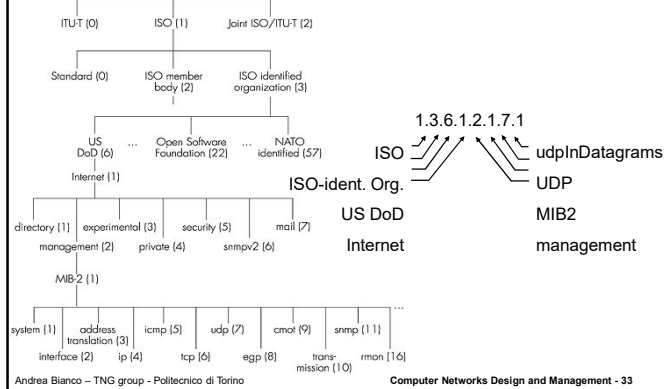 ITU-T (0) ISO (1) Joint ISO/ITU-T (2)
Standard (0) ISO member body (2) ISO identified organization (3)
US DoD (6) ... Open Software Foundation (22) ... NATO identified (57)
Internet (1)
directory (1) experimental (3) security (5) mail (7)
management (2) private (4) snmpv2 (6)
MIB-2 (1)
...
system (1) address translation (3) icmp (5) udp (7) cmot (9) snmp (11)
interface (2) ip (4) tcp (6) egp (8) trans-mission (10) rmon (16)
1.3.6.1.2.1.7.1
ISO udpInDatagrams
ISO-ident. Org. UDP
US DoD MIB2
Internet management
Andrea Bianco – TNG group - Politecnico di Torino Computer Networks Design and Management - 33